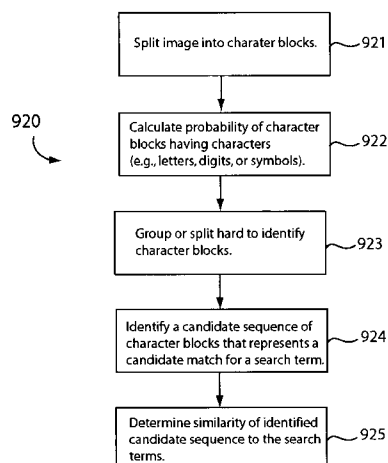 Split image into charater blocks.
921
920
Calculate probability of character
blocks having characters
(e.g., letters, digits, or symbols).
922
Group or split hard to identify
character blocks.
923
Identify a candidate sequence of
character blocks that represents a
candidate match for a search term.
924
Determine similarity of identified
candidate sequence to the search
terms.
925